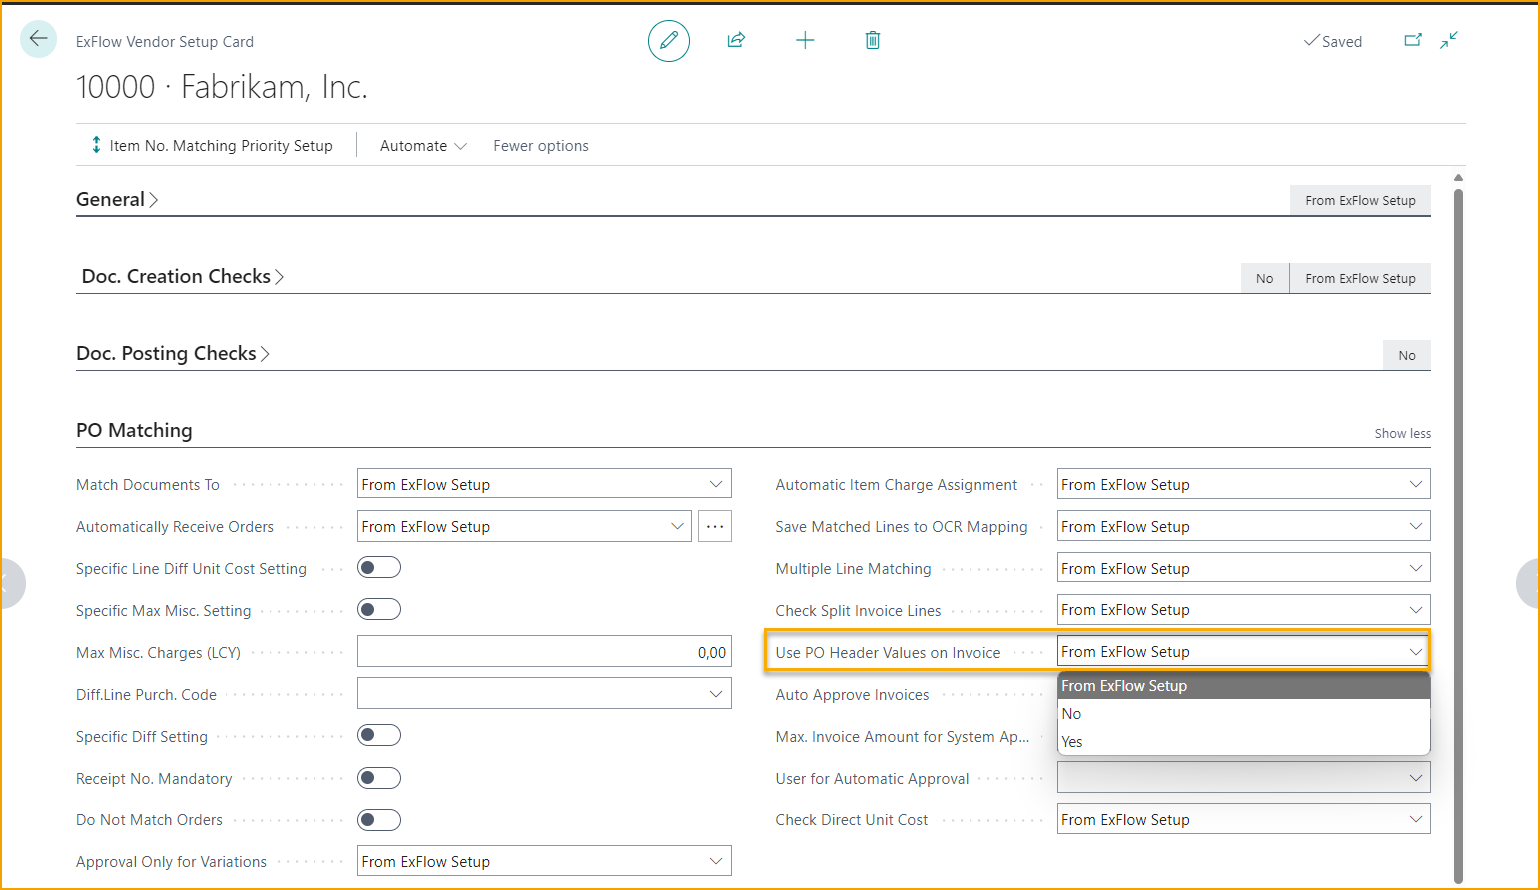 ExFlow Vendor Setup Card
Saved
10000 · Fabrikam, Inc.
Item No. Matching Priority Setup
Automate
Fewer options
General
From ExFlow Setup
Doc. Creation Checks
No
From ExFlow Setup
Doc. Posting Checks
No
PO Matching
Show less
Match Documents To
From ExFlow Setup
Automatically Receive Orders
From ExFlow Setup
Specific Line Diff Unit Cost Setting
Specific Max Misc. Setting
Max Misc. Charges (LCY)
0,00
Diff.Line Purch. Code
Specific Diff Setting
Receipt No. Mandatory
Do Not Match Orders
Approval Only for Variations
From ExFlow Setup
Automatic Item Charge Assignment
From ExFlow Setup
Save Matched Lines to OCR Mapping
From ExFlow Setup
Multiple Line Matching
From ExFlow Setup
Check Split Invoice Lines
From ExFlow Setup
Use PO Header Values on Invoice
From ExFlow Setup
From ExFlow Setup
No
Yes
Auto Approve Invoices
Max. Invoice Amount for System Ap...
User for Automatic Approval
Check Direct Unit Cost
From ExFlow Setup